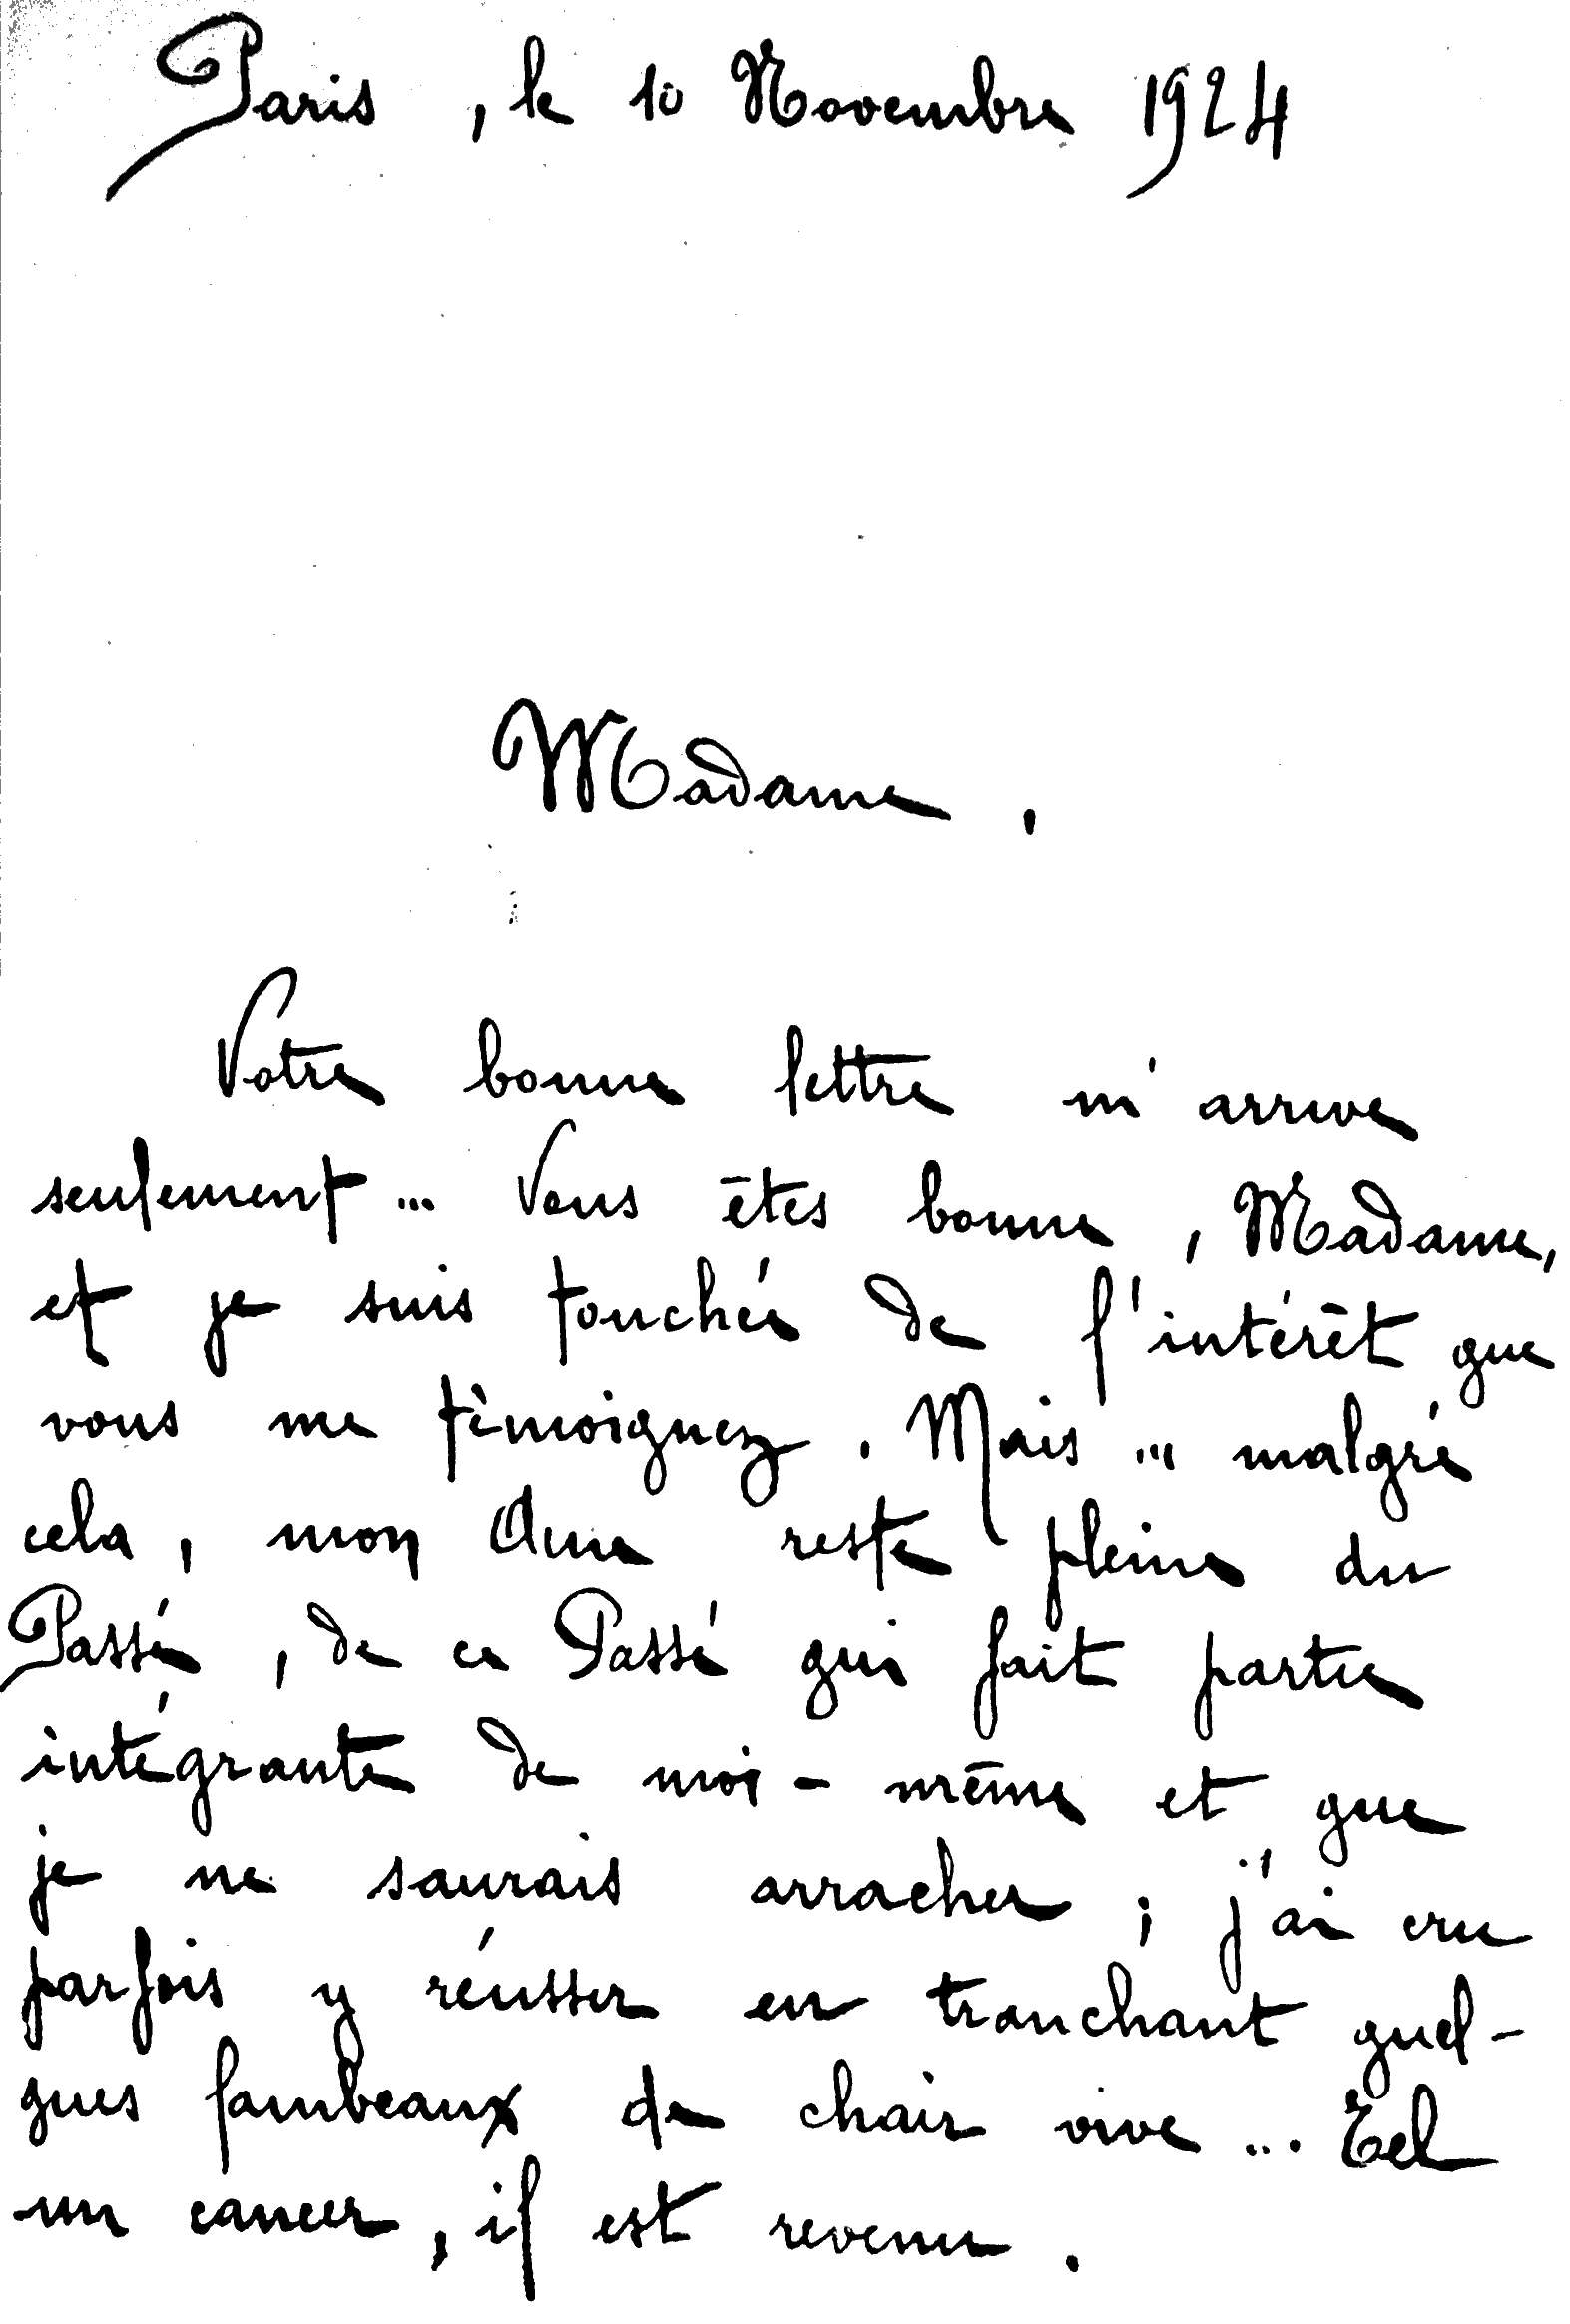 Paris, le 10 Novembre 1924
Madame,
Votre bonne lettre m'arrive
seulement... Vous êtes bonne, Madame,
et je suis touchée de l'intérêt que
vous me témoignez. Mais... malgré
cela, mon Ame reste pleine du
Passé, de ce Passé qui fait partie
intégrante de moi-même et que
je ne saurais arracher; j'ai cru
parfois y réussir en tranchant quel-
ques lambeaux de chair vive... Tel
un cancer, il est revenu.